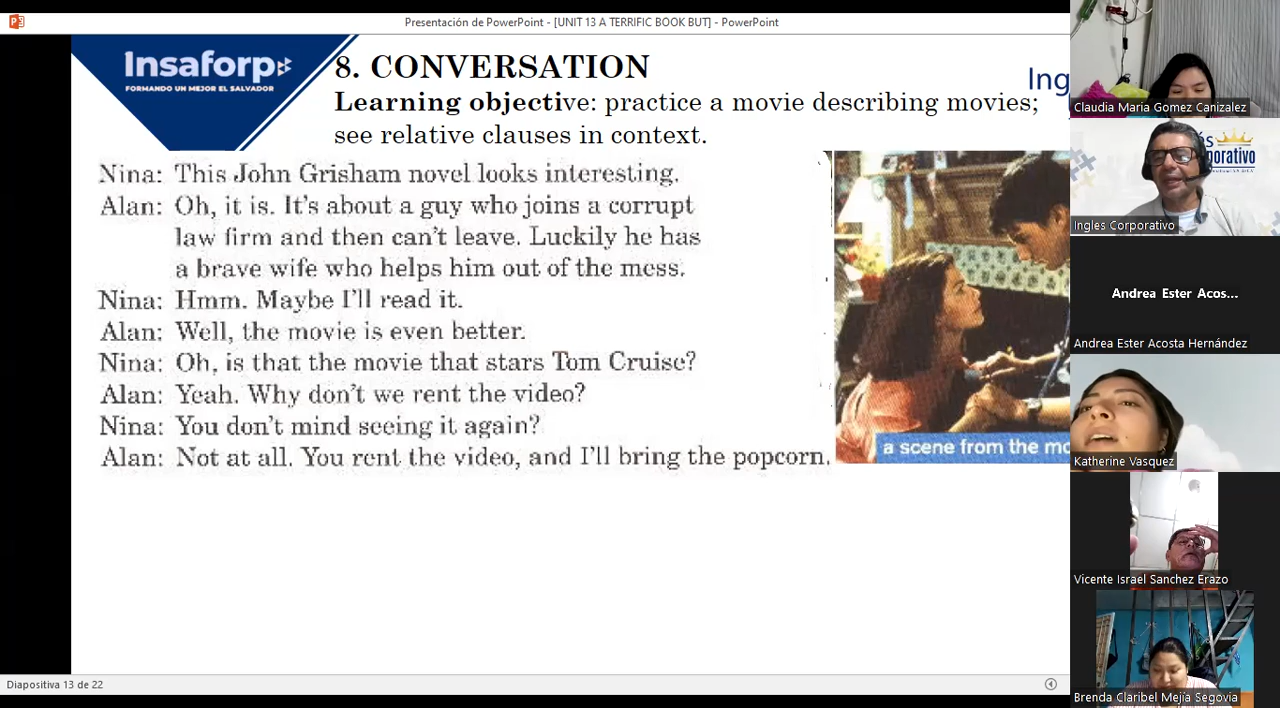 Presentación de PowerPoint - [UNIT 13 A TERRIFIC BOOK BUT] - PowerPoint
Insaforp
FORMANDO UN MEJOR EL SALVADOR
8. CONVERSATION
Ing
Learning objective: practice a movie describing movies;
see relative clauses in context.
Nina: This John Grisham novel looks interesting.
Alan: Oh, it is. It's about a guy who joins a corrupt
law firm and then can't leave. Luckily he has
a brave wife who helps him out of the mess.
Nina: Hmm. Maybe I'll read it.
Alan: Well, the movie is even better.
Nina: Oh, is that the movie that stars Tom Cruise?
Alan: Yeah. Why don't we rent the video?
Nina: You don't mind seeing it again?
Alan: Not at all. You rent the video, and I'll bring the popcorn.
a scene from the mo
Diapositiva 13 de 22
Claudia Maria Gomez Canizalez
és
porativo
Ingles Corporativo
Andrea Ester Acos...
Andrea Ester Acosta Hernández
Katherine Vasquez
Vicente Israel Sanchez Erazo
Brenda Claribel Mejía Segovia